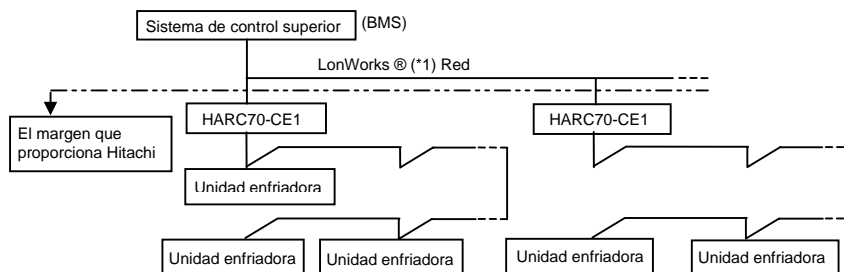 Sistema de control superior
(BMS)
LonWorks ® (*1) Red
HARC70-CE1
HARC70-CE1
El margen que
proporciona Hitachi
Unidad enfriadora
Unidad enfriadora
Unidad enfriadora
Unidad enfriadora
Unidad enfriadora